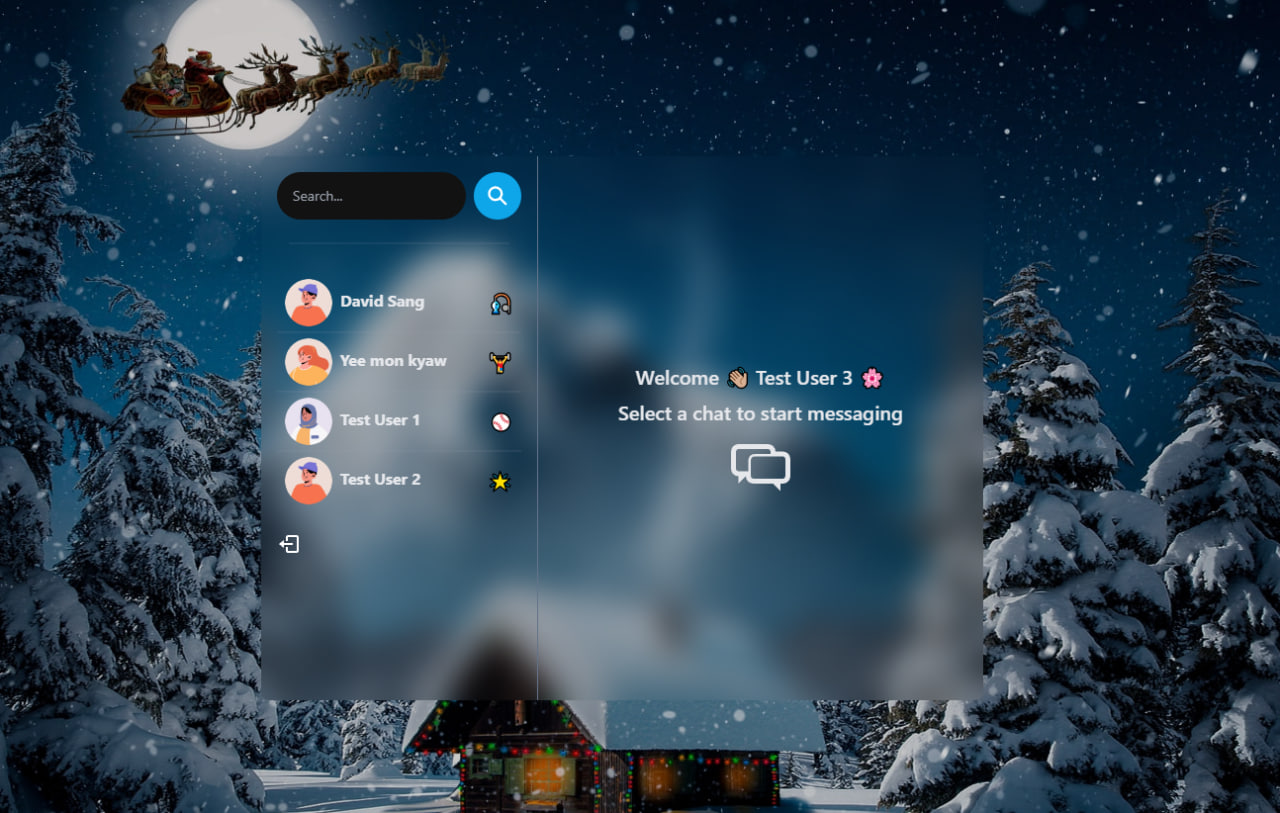 Search...
David Sang
Yee mon kyaw
Test User 1
Test User 2
Welcome 👋🏼 Test User 3 🌸
Select a chat to start messaging